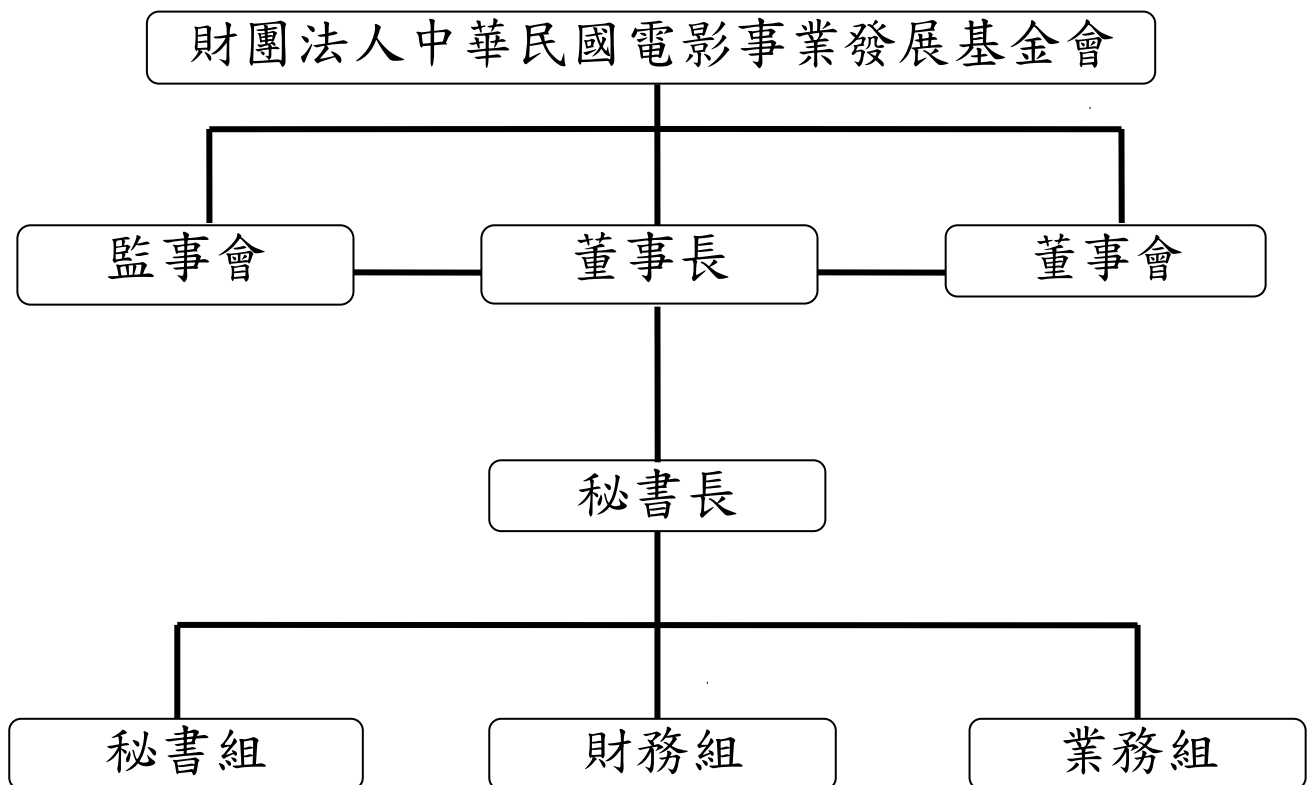 財團法人中華民國電影事業發展基金會
監事會
董事長
董事會
秘書長
秘書組
財務組
業務組